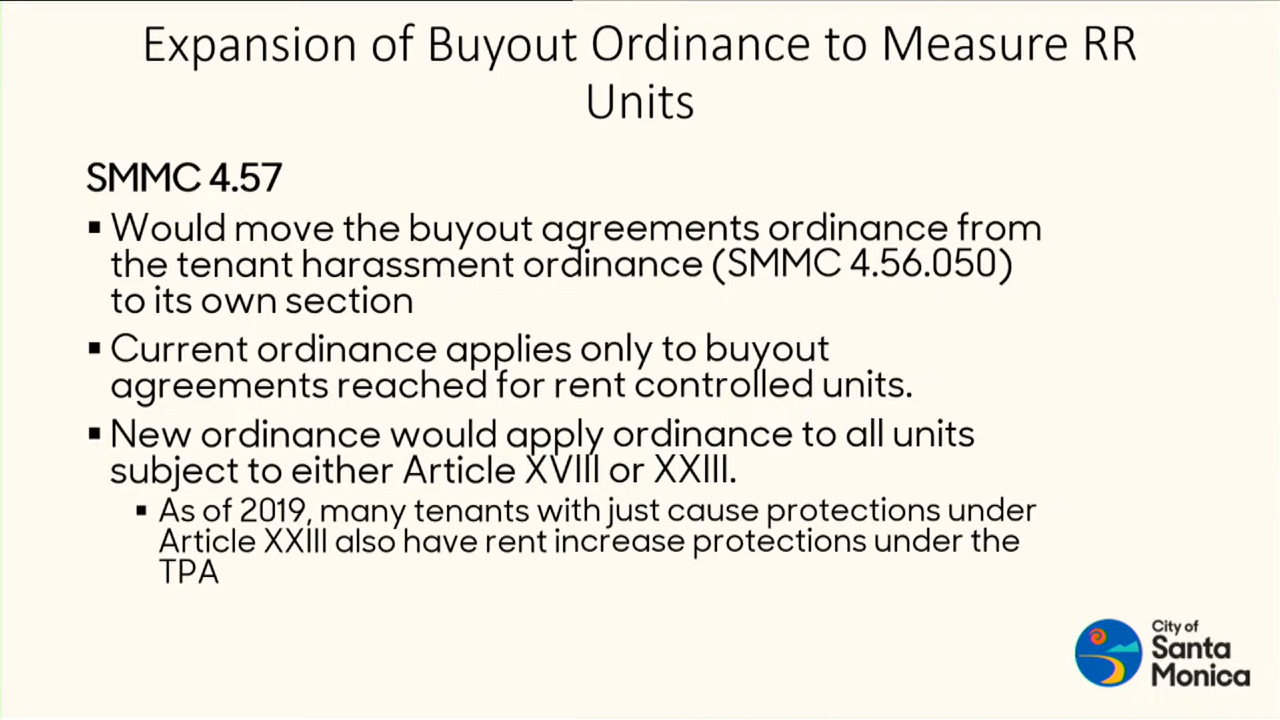 Expansion of Buyout Ordinance to Measure RR
Units
SMMC 4.57
▪ Would move the buyout agreements ordinance from
the tenant harassment ordinance (SMMC 4.56.050)
to its own section
▪ Current ordinance applies only to buyout
agreements reached for rent controlled units.
▪ New ordinance would apply ordinance to all units
subject to either Article XVIII or XXIII.
▪ As of 2019, many tenants with just cause protections under
Article XXIII also have rent increase protections under the
TPA
City of
Santa
Monica